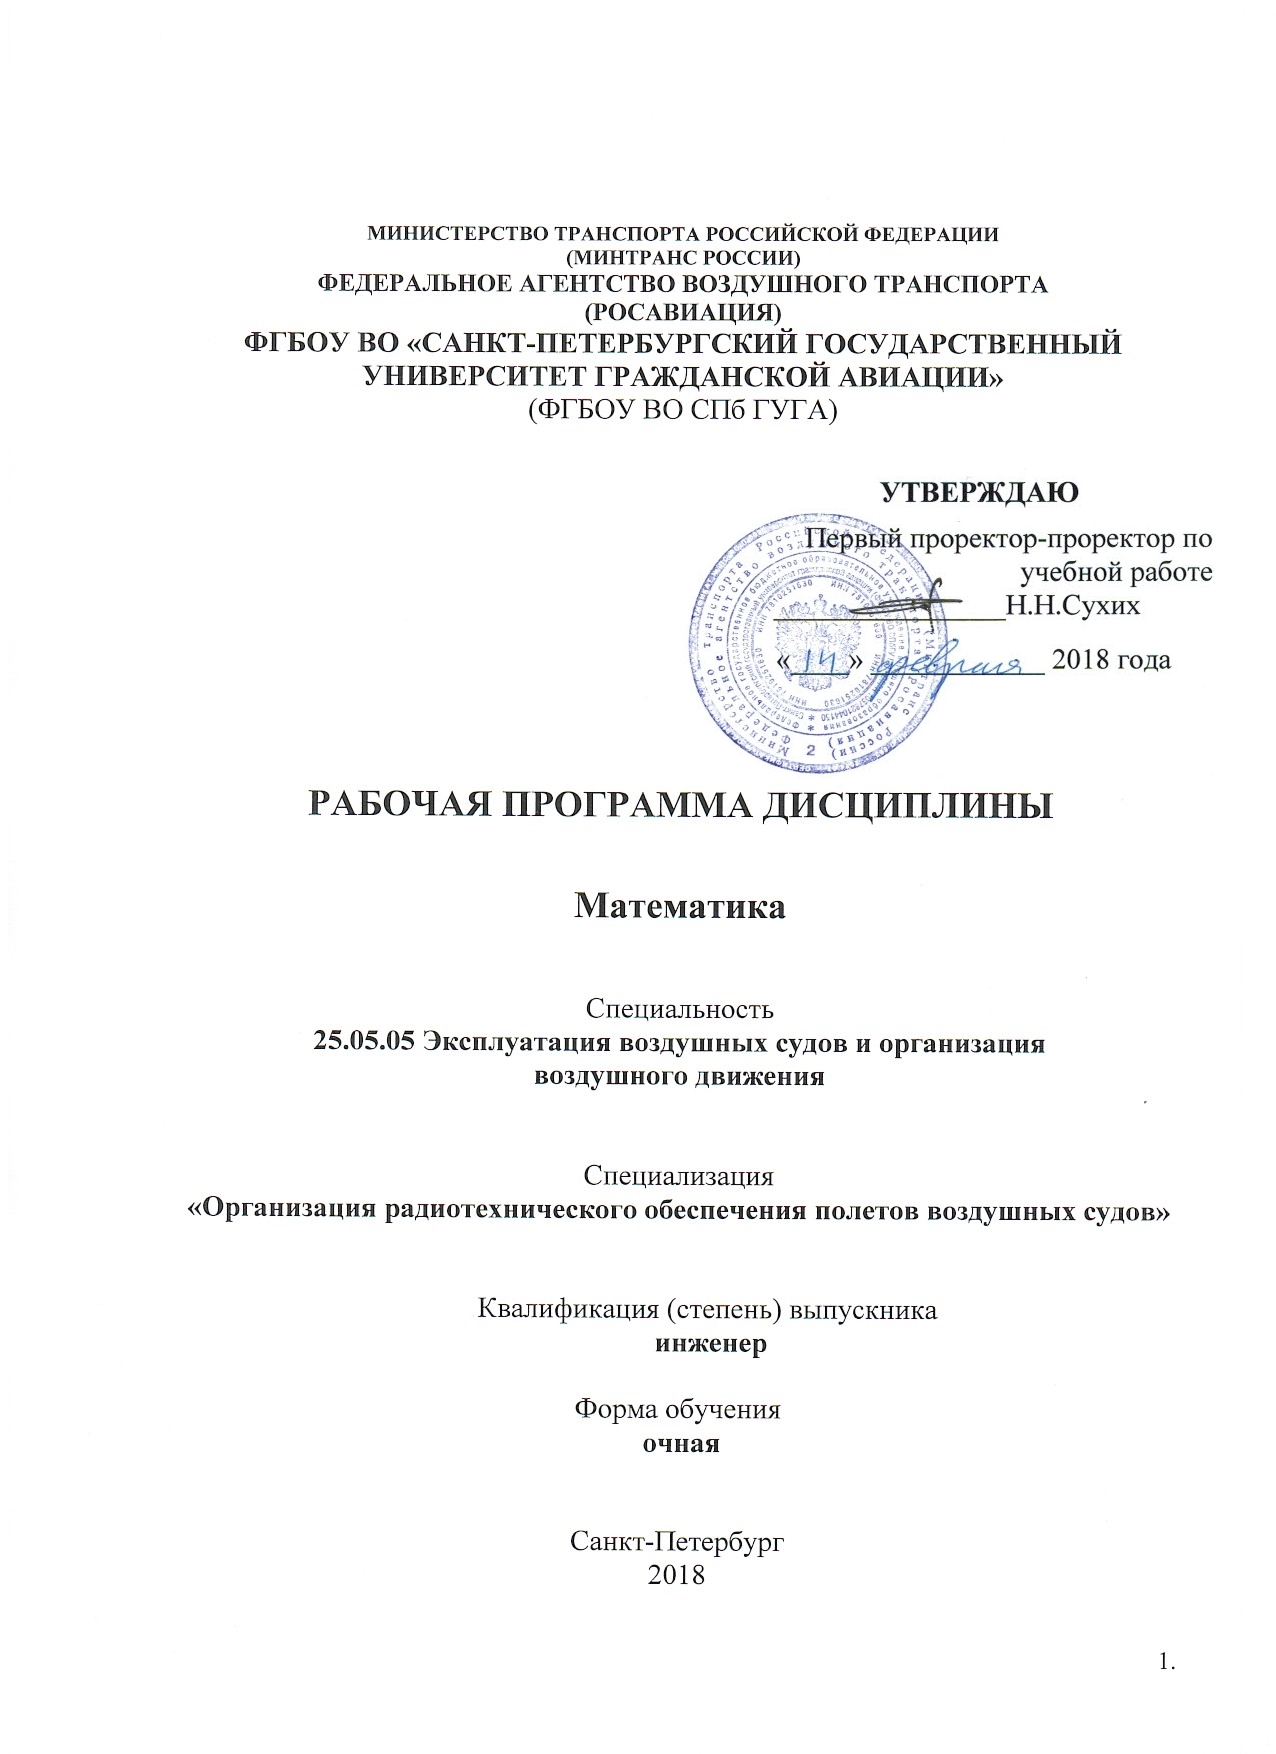 МИНИСТЕРСТВО ТРАНСПОРТА РОССИЙСКОЙ ФЕДЕРАЦИИ
(МИНТРАНС РОССИИ)
ФЕДЕРАЛЬНОЕ АГЕНТСТВО ВОЗДУШНОГО ТРАНСПОРТА
(РОСАВИАЦИЯ)
ФГБОУ ВО «САНКТ-ПЕТЕРБУРГСКИЙ ГОСУДАРСТВЕННЫЙ
УНИВЕРСИТЕТ ГРАЖДАНСКОЙ АВИАЦИИ»
(ФГБОУ ВО СПб ГУГА)
УТВЕРЖДАЮ
Первый проректор-проректор по
учебной работе
Н.Н.Сухих
«14» февраля 2018 года
РАБОЧАЯ ПРОГРАММА ДИСЦИПЛИНЫ
Математика
Специальность
25.05.05 Эксплуатация воздушных судов и организация
воздушного движения
Специализация
«Организация радиотехнического обеспечения полетов воздушных судов»
Квалификация (степень) выпускника
инженер
Форма обучения
очная
Санкт-Петербург
2018
1.